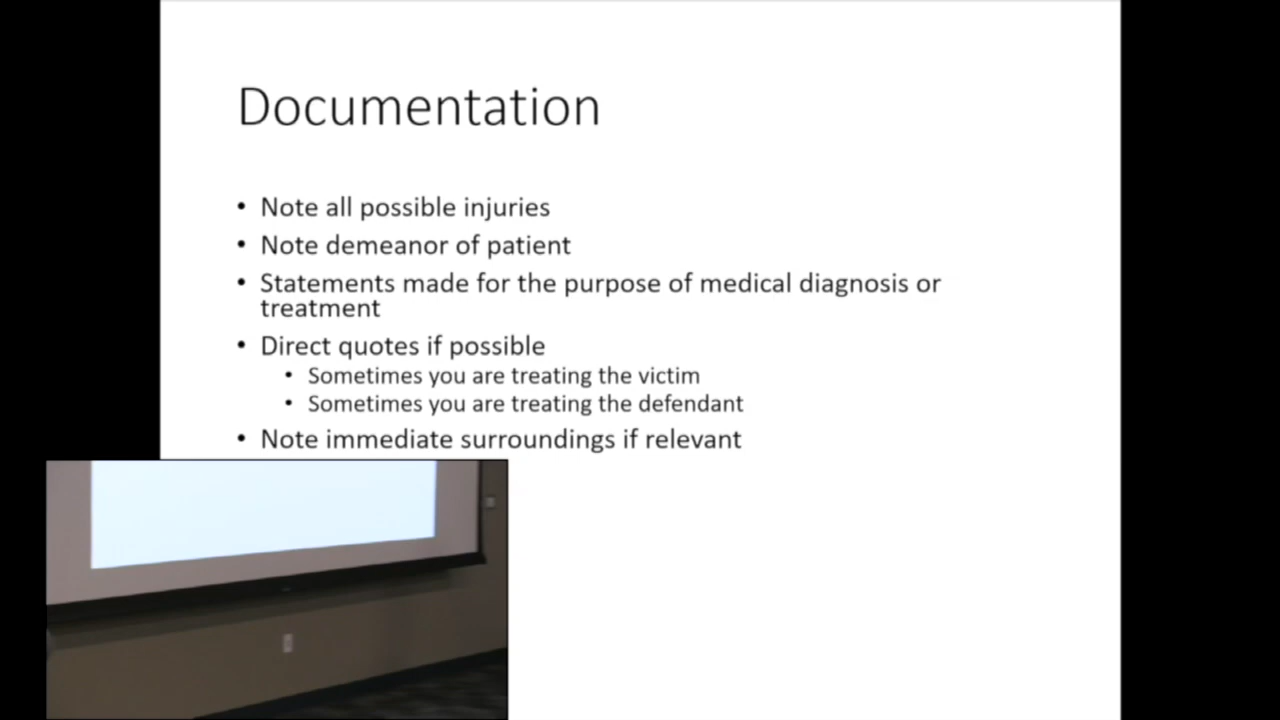 Documentation
• Note all possible injuries
• Note demeanor of patient
• Statements made for the purpose of medical diagnosis or
treatment
• Direct quotes if possible
• Sometimes you are treating the victim
• Sometimes you are treating the defendant
• Note immediate surroundings if relevant